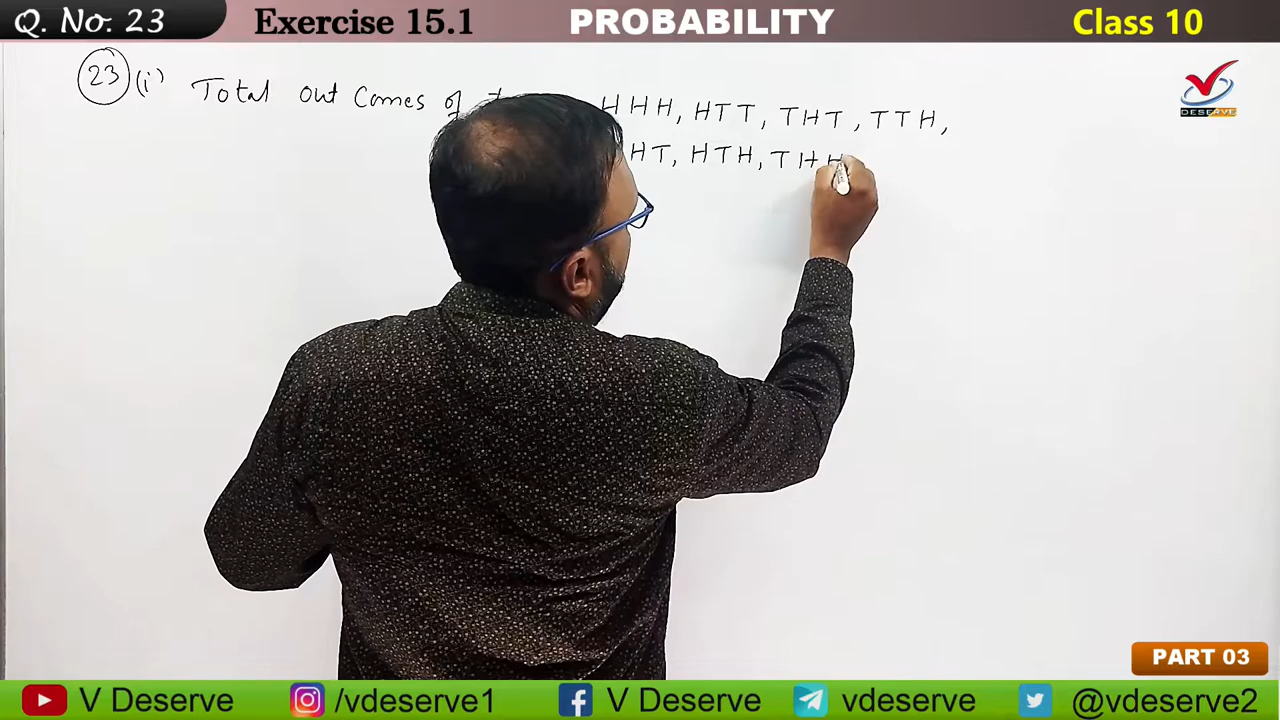 Q. No. 23 Exercise 15.1 PROBABILITY Class 10
23 (i) Total out comes of HHH, HTT, THT, TTH,
HT, HTH, THH
DESERVE
PART 03
V Deserve /vdeserve1 V Deserve vdeserve @vdeserve2